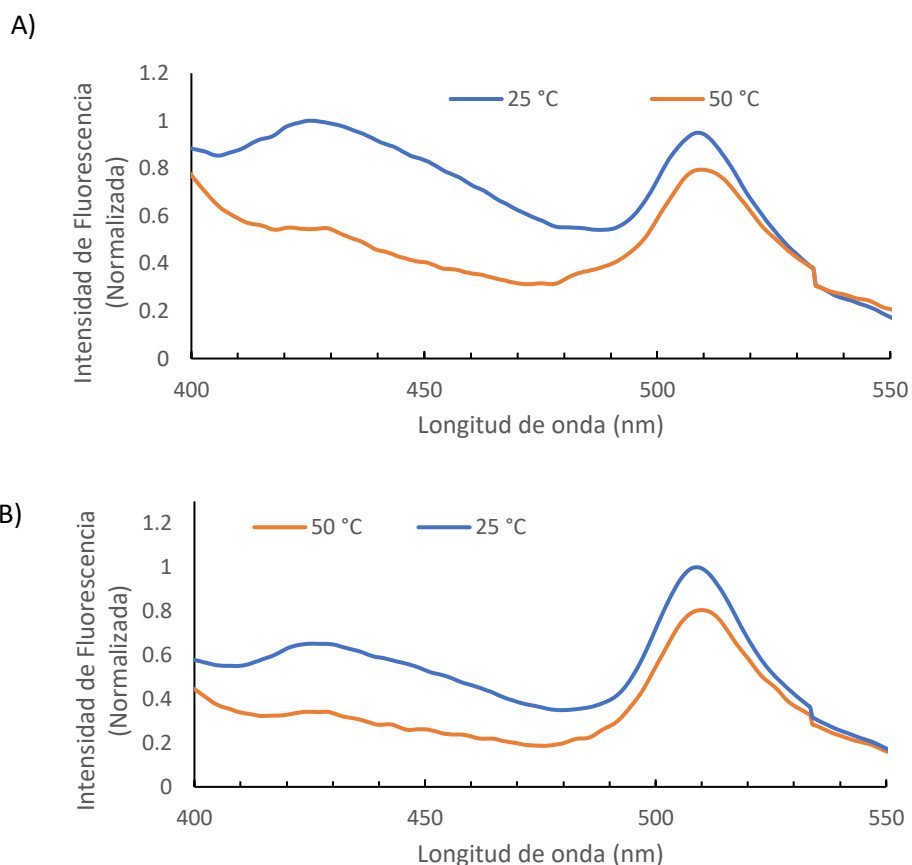 A)
Intensidad de Fluorescencia
(Normalizada)
1.2
1
0.8
0.6
0.4
0.2
0
25 °C 50 °C
400 450 500 550
Longitud de onda (nm)
B)
Intensidad de Fluorescencia
(Normalizada)
1.2
1
0.8
0.6
0.4
0.2
0
50 °C 25 °C
400 450 500 550
Longitud de onda (nm)